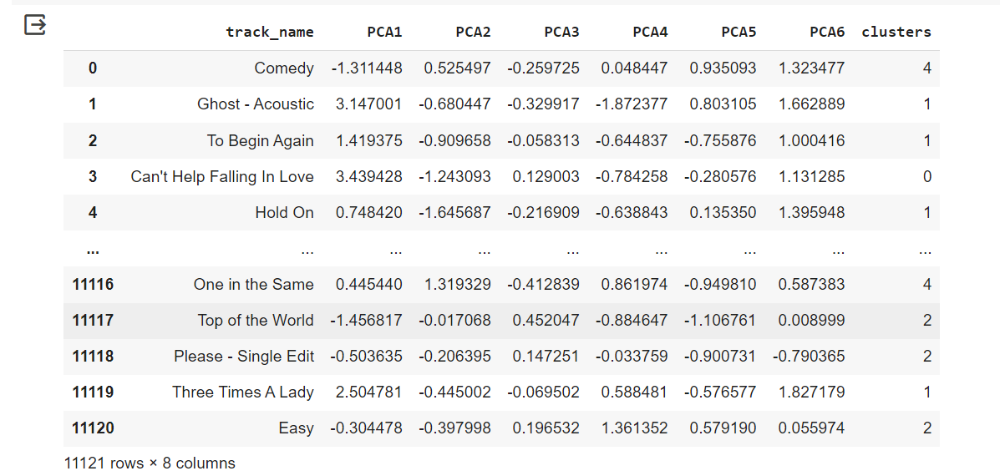 track_name PCA1 PCA2 PCA3 PCA4 PCA5 PCA6 clusters
0 Comedy -1.311448 0.525497 -0.259725 0.048447 0.935093 1.323477 4
1 Ghost - Acoustic 3.147001 -0.680447 -0.329917 -1.872377 0.803105 1.662889 1
2 To Begin Again 1.419375 -0.909658 -0.058313 -0.644837 -0.755876 1.000416 1
3 Can't Help Falling In Love 3.439428 -1.243093 0.129003 -0.784258 -0.280576 1.131285 0
4 Hold On 0.748420 -1.645687 -0.216909 -0.638843 0.135350 1.395948 1
... ... ... ... ... ... ... ... ...
11116 One in the Same 0.445440 1.319329 -0.412839 0.861974 -0.949810 0.587383 4
11117 Top of the World -1.456817 -0.017068 0.452047 -0.884647 -1.106761 0.008999 2
11118 Please - Single Edit -0.503635 -0.206395 0.147251 -0.033759 -0.900731 -0.790365 2
11119 Three Times A Lady 2.504781 -0.445002 -0.069502 0.588481 -0.576577 1.827179 1
11120 Easy -0.304478 -0.397998 0.196532 1.361352 0.579190 0.055974 2
11121 rows × 8 columns